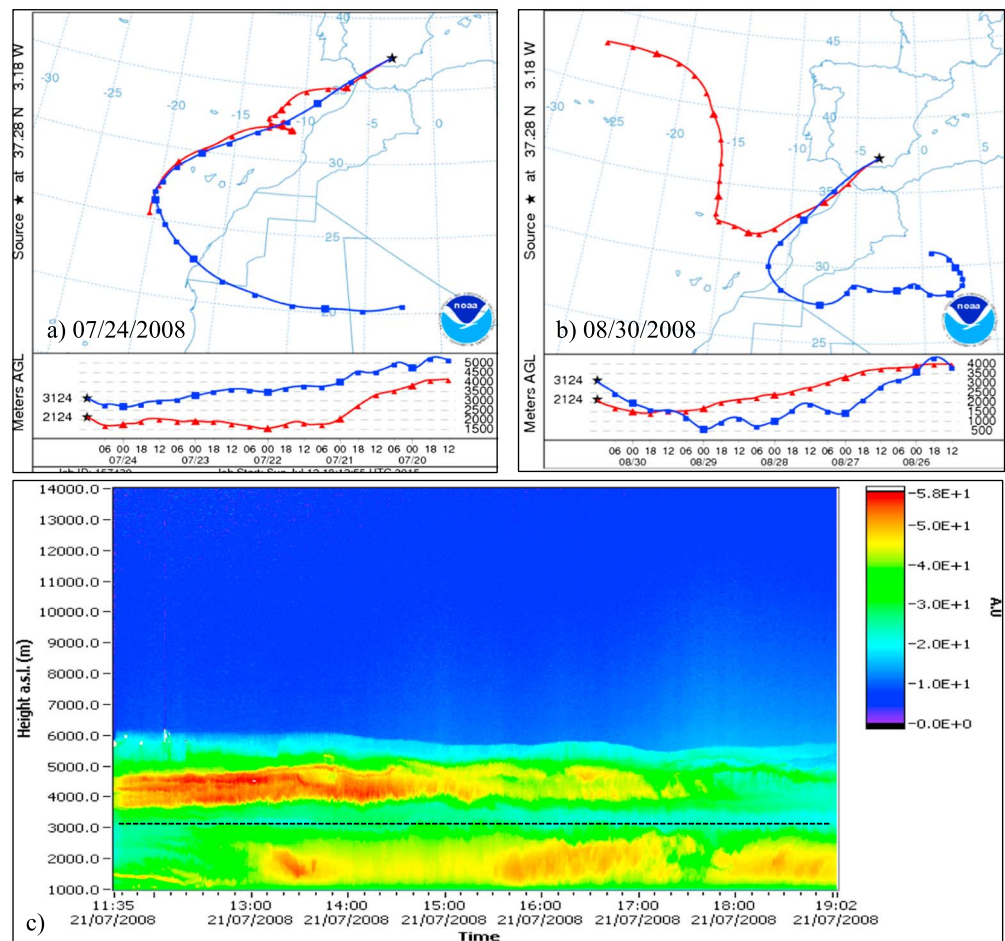 Source ★ at 37.28 N 3.18 W
40
-30
-25
-20
-15
-10
-5
0
35
30
25
20
noaa
a) 07/24/2008
Meters AGL
3124
2124
5000
4500
4000
3500
3000
2500
2000
1500
06 00 18 12 06 00 18 12 06 00 18 12 06 00 18 12 06 00 18 12
07/24 07/23 07/22 07/21 07/20
Source ★ at 37.28 N 3.18 W
45
40
-30
-25
-20
-15
-10
-5
0
35
30
25
noaa
b) 08/30/2008
Meters AGL
3124
2124
4000
3500
3000
2500
2000
1500
1000
500
06 00 18 12 06 00 18 12 06 00 18 12 06 00 18 12 06 00 18 12
08/30 08/29 08/28 08/27 08/26
Height a.s.l. (m)
14000.0
13000.0
12000.0
11000.0
10000.0
9000.0
8000.0
7000.0
6000.0
5000.0
4000.0
3000.0
2000.0
1000.0
11:35 13:00 14:00 15:00 16:00 17:00 18:00 19:02
21/07/2008 21/07/2008 21/07/2008 21/07/2008 21/07/2008 21/07/2008 21/07/2008 21/07/2008
Time
c)
5.8E+1
5.0E+1
4.0E+1
3.0E+1
2.0E+1
1.0E+1
0.0E+0
A.U